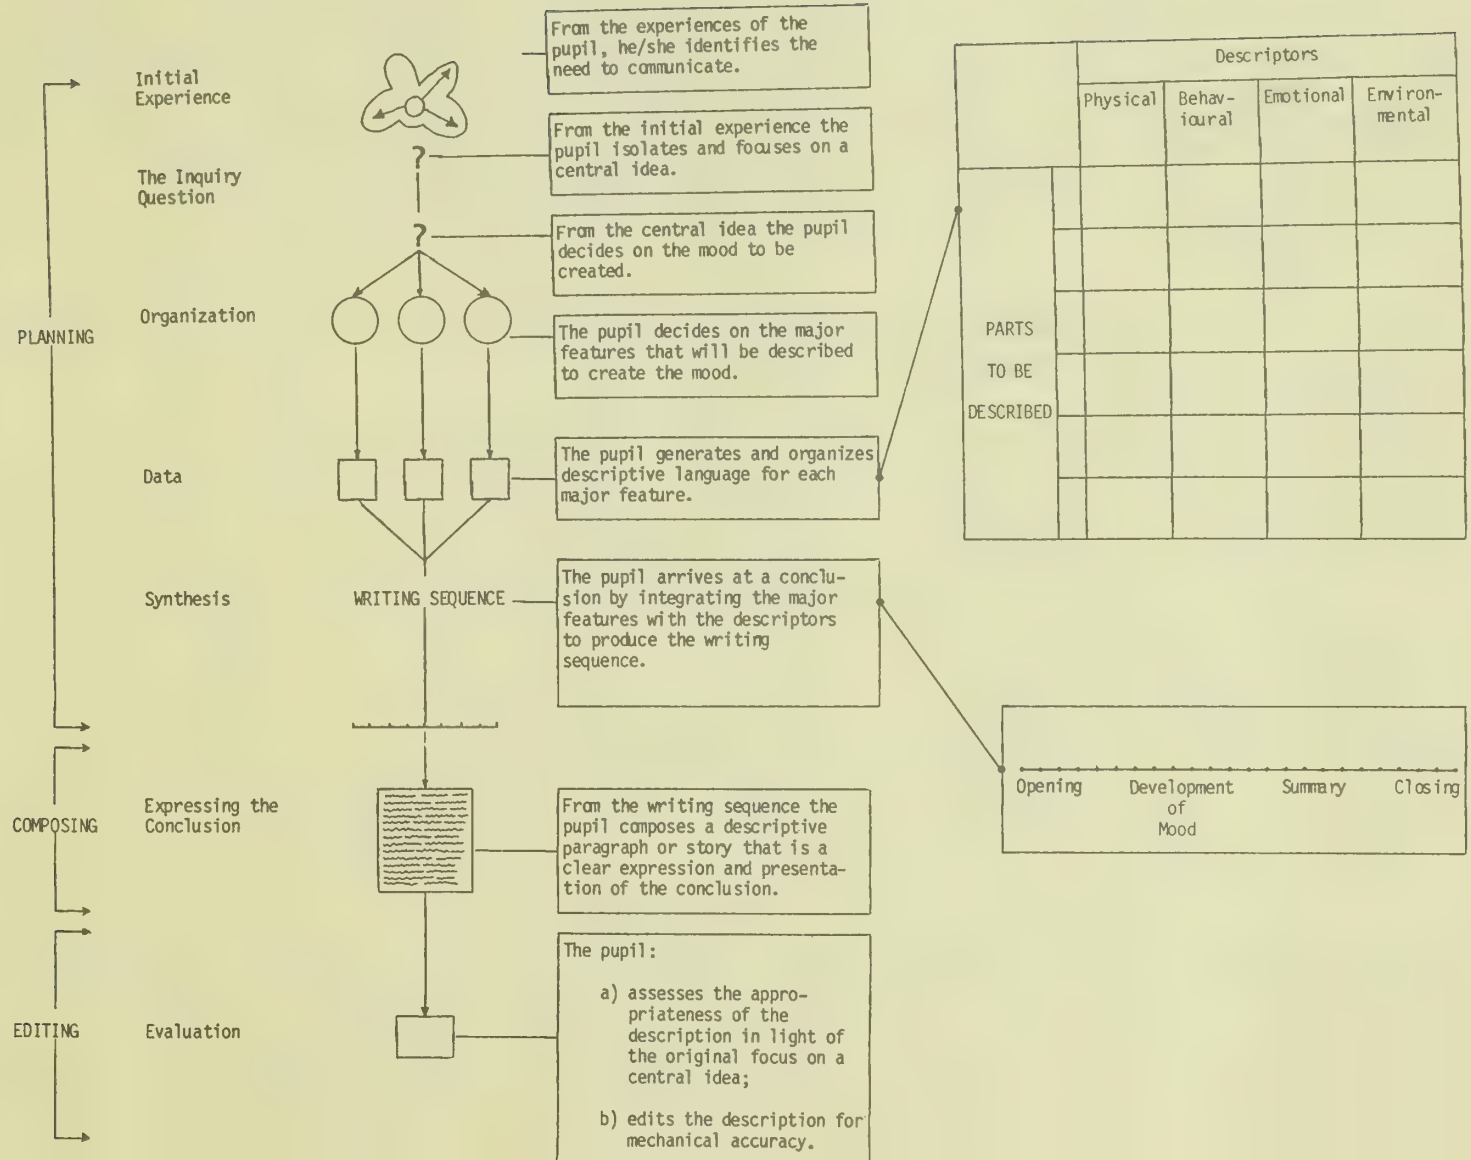 Initial
Experience
From the experiences of the
pupil, he/she identifies the
need to communicate.
The Inquiry
Question
?
From the initial experience the
pupil isolates and focuses on a
central idea.
?
From the central idea the pupil
decides on the mood to be
created.
PLANNING
Organization
The pupil decides on the major
features that will be described
to create the mood.
Data
The pupil generates and organizes
descriptive language for each
major feature.
Synthesis
WRITING SEQUENCE
The pupil arrives at a conclu-
sion by integrating the major
features with the descriptors
to produce the writing
sequence.
COMPOSING
Expressing the
Conclusion
From the writing sequence the
pupil composes a descriptive
paragraph or story that is a
clear expression and presenta-
tion of the conclusion.
EDITING
Evaluation
The pupil:
a) assesses the appro-
priateness of the
description in light of
the original focus on a
central idea;
b) edits the description for
mechanical accuracy.
Descriptors
Physical
Behav-
ioural
Emotional
Environ-
mental
PARTS
TO BE
DESCRIBED
Opening
Development
of
Mood
Summary
Closing